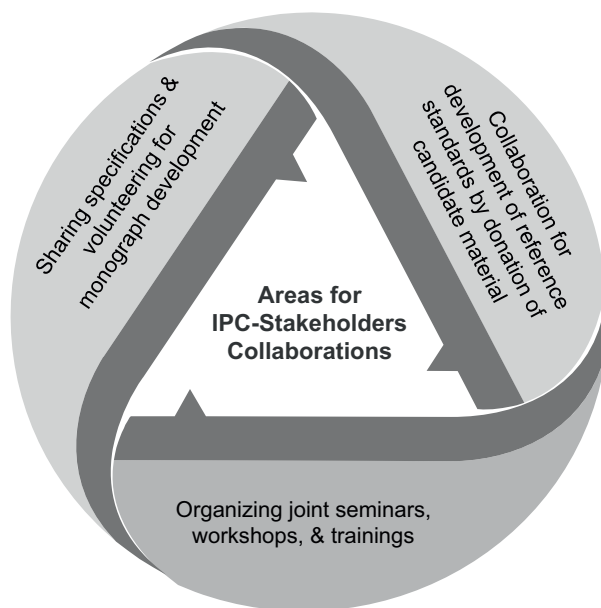 Sharing specifications &
volunteering for
monograph development
Collaboration for
development of reference
standards by donation of
candidate material
Areas for
IPC-Stakeholders
Collaborations
Organizing joint seminars,
workshops, & trainings